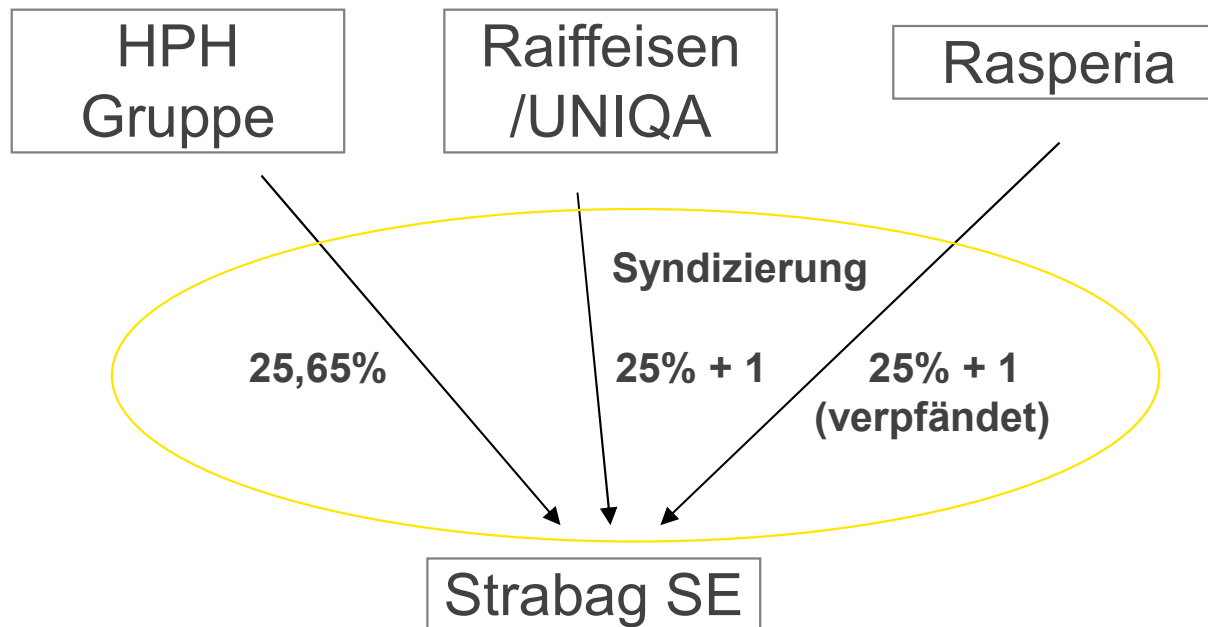 HPH
Gruppe
Raiffeisen
/UNIQA
Rasperia
Syndizierung
25,65%
25% + 1
25% + 1
(verpfändet)
Strabag SE